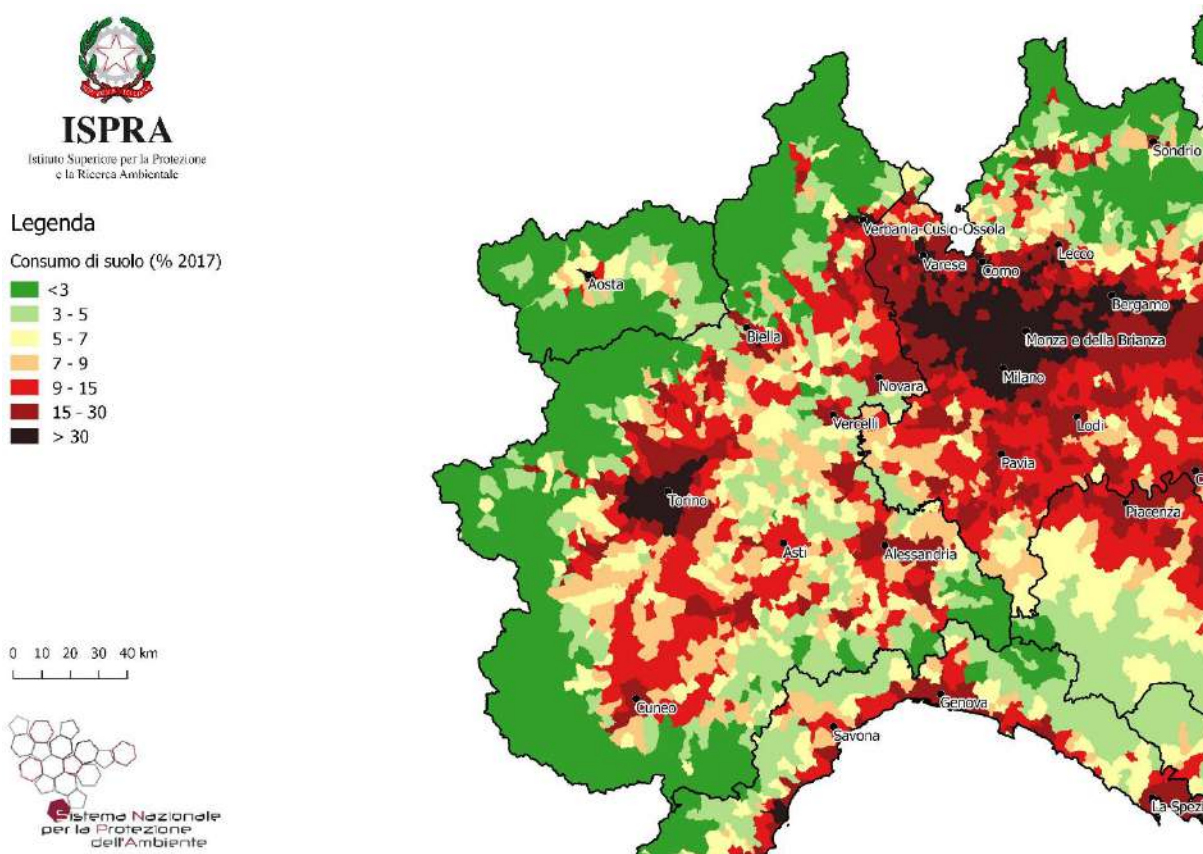 ISPRA
Istituto Superiore per la Protezione
e la Ricerca Ambientale
Legenda
Consumo di suolo (% 2017)
<3
3 - 5
5 - 7
7 - 9
9 - 15
15 - 30
> 30
0 10 20 30 40 km
Sistema Nazionale
per la Protezione
dell'Ambiente
Sondrio
Verbania-Cusio-Ossola
Lecco
Varese
Como
Aosta
Bergamo
Biella
Monza e della Brianza
Milano
Novara
Vercelli
Lodi
Pavia
Torino
Piacenza
Asti
Alessandria
Cuneo
Genova
Savona
La Spezi